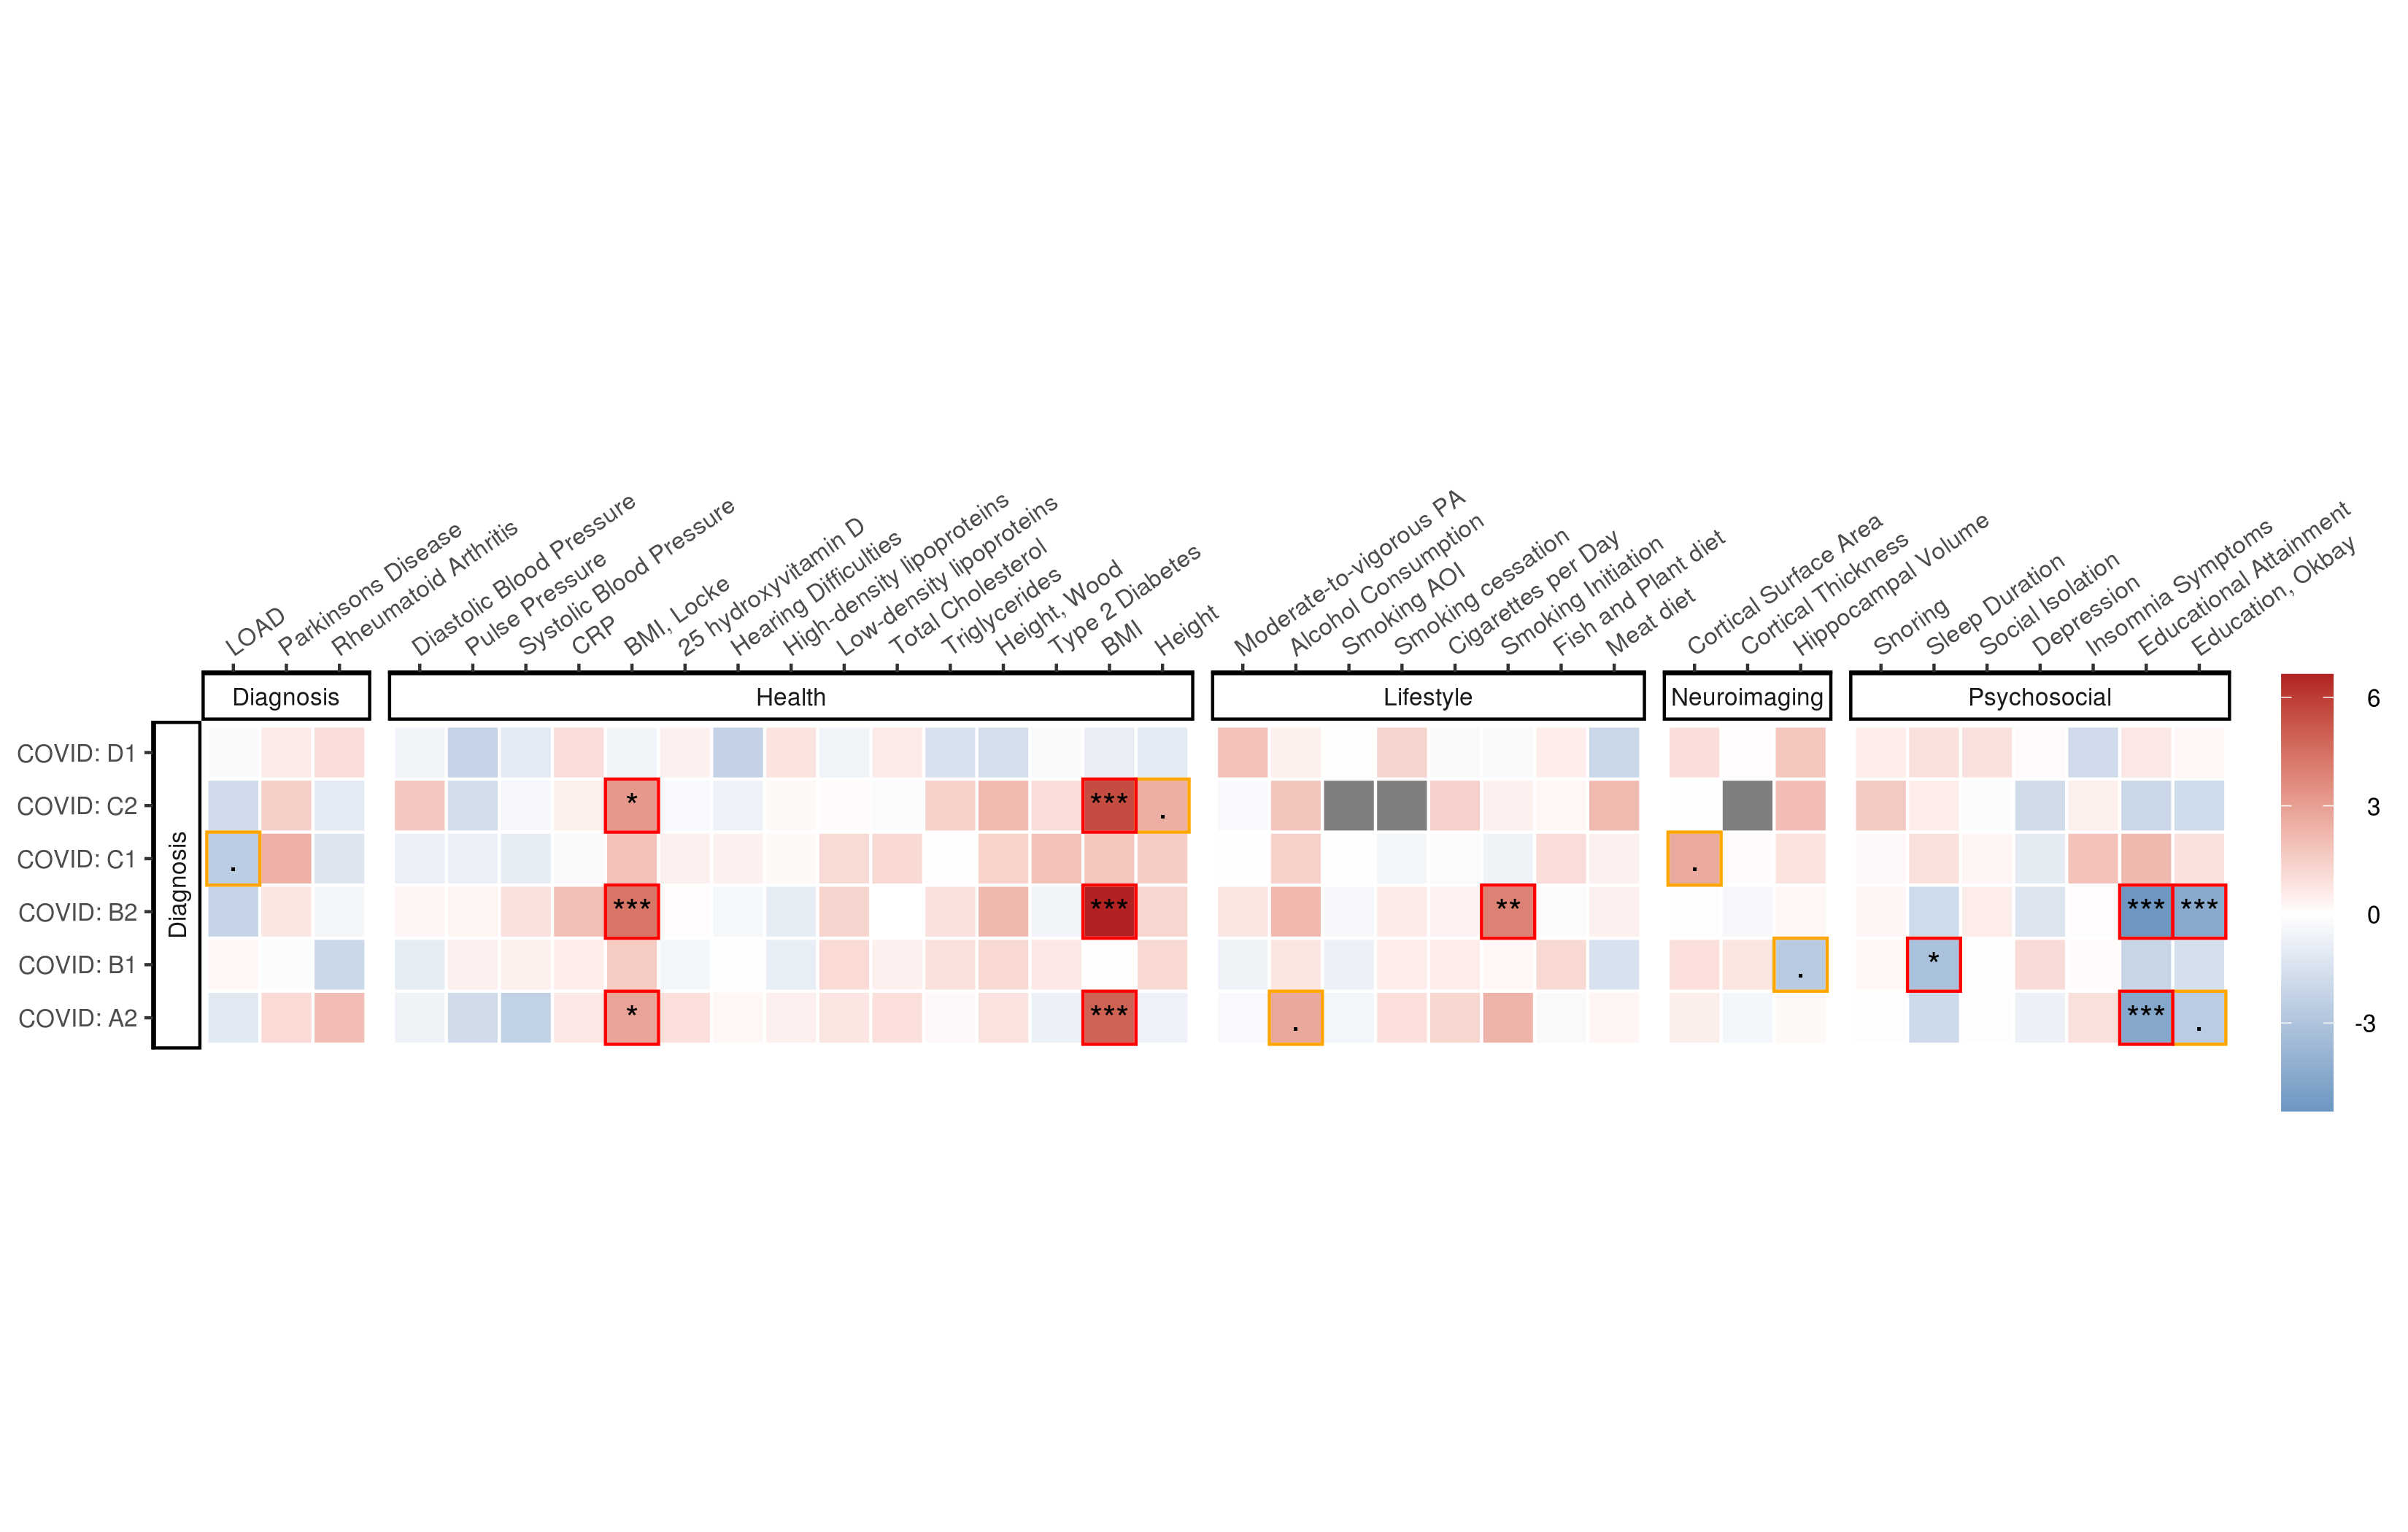 LOAD
Parkinsons Disease
Rheumatoid Arthritis
Diastolic Blood Pressure
Pulse Pressure
Systolic Blood Pressure
CRP
BMI, Locke
25 hydroxyvitamin D
Hearing Difficulties
High-density lipoproteins
Low-density lipoproteins
Total Cholesterol
Triglycerides
Height, Wood
Type 2 Diabetes
BMI
Height
Moderate-to-vigorous PA
Alcohol Consumption
Smoking AOI
Smoking cessation
Cigarettes per Day
Smoking Initiation
Fish and Plant diet
Meat diet
Cortical Surface Area
Cortical Thickness
Hippocampal Volume
Snoring
Sleep Duration
Social Isolation
Depression
Insomnia Symptoms
Educational Attainment
Education, Okbay
Diagnosis Health Lifestyle Neuroimaging Psychosocial
Diagnosis
COVID: D1
COVID: C2 * *** .
COVID: C1 . .
COVID: B2 *** *** ** *** ***
COVID: B1 . *
COVID: A2 * *** . *** .
6
3
0
-3